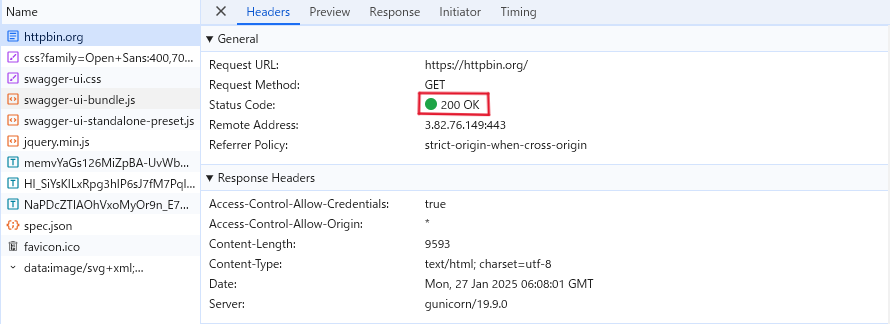 Name
Headers Preview Response Initiator Timing
httpbin.org
css?family=Open+Sans:400,70...
swagger-ui.css
swagger-ui-bundle.js
swagger-ui-standalone-preset.js
jquery.min.js
memvYaGs126MiZpBA-UvWb...
HI_SiYsKILxRpg3hIP6sJ7fM7PqI...
NaPDcZTIAOhVxoMyOr9n_E7...
spec.json
favicon.ico
data:image/svg+xml;...
General
Request URL: https://httpbin.org/
Request Method: GET
Status Code: 200 OK
Remote Address: 3.82.76.149:443
Referrer Policy: strict-origin-when-cross-origin
Response Headers
Access-Control-Allow-Credentials: true
Access-Control-Allow-Origin: *
Content-Length: 9593
Content-Type: text/html; charset=utf-8
Date: Mon, 27 Jan 2025 06:08:01 GMT
Server: gunicorn/19.9.0